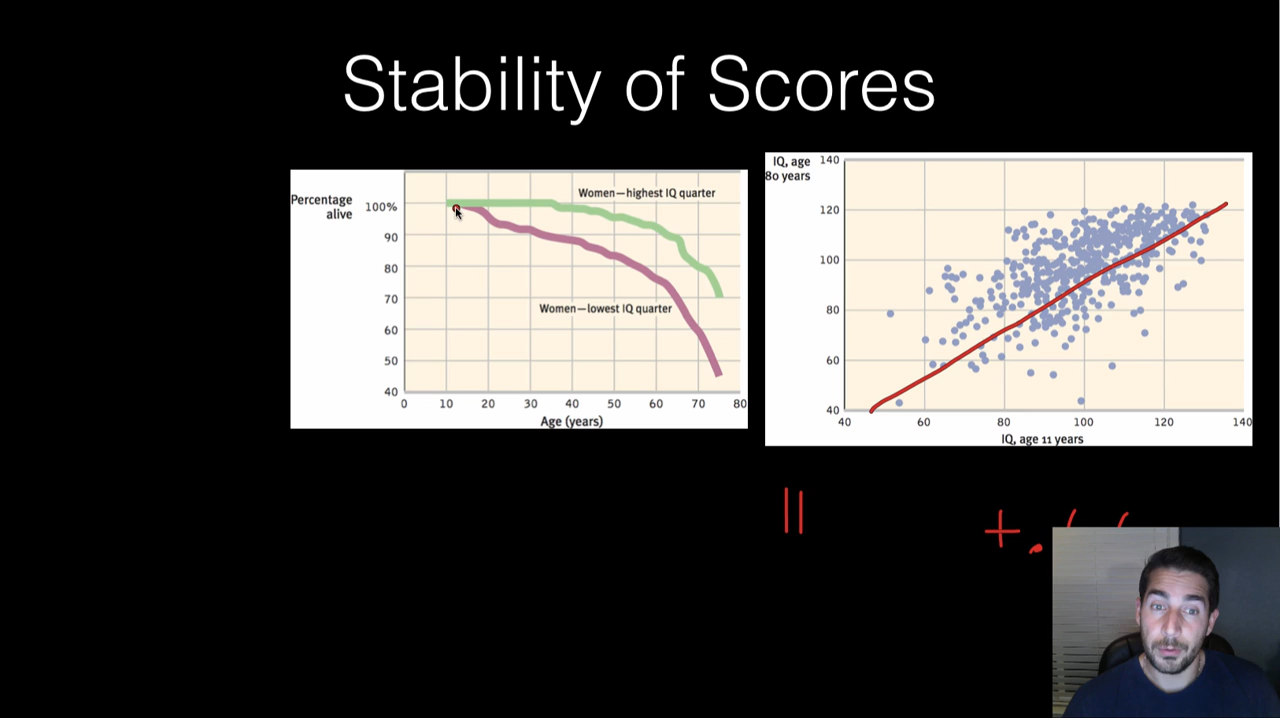 Stability of Scores
Percentage
alive
100%
90
80
70
60
50
40
0 10 20 30 40 50 60 70 80
Age (years)
Women—highest IQ quarter
Women—lowest IQ quarter
IQ, age
80 years
140
120
100
80
60
40
40 60 80 100 120 140
IQ, age 11 years
11
+.